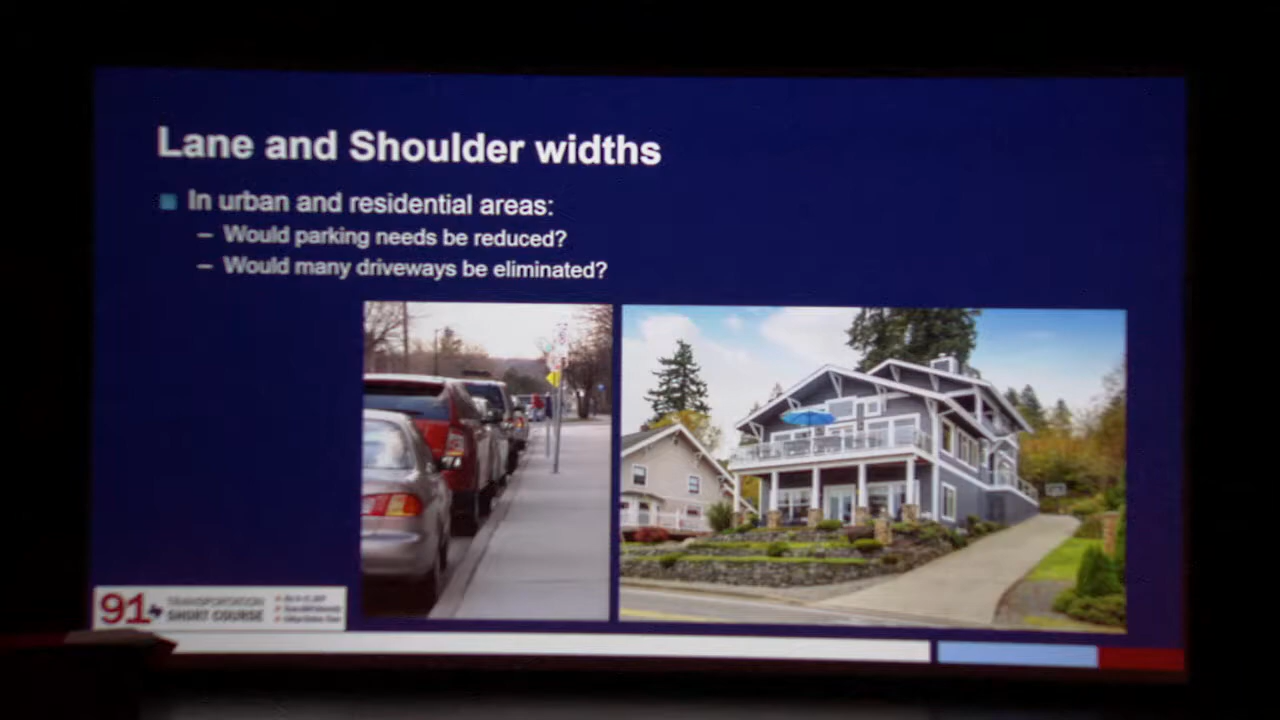 Lane and Shoulder widths
In urban and residential areas:
– Would parking needs be reduced?
– Would many driveways be eliminated?
91
TRANSPORTATION
SHORT COURSE